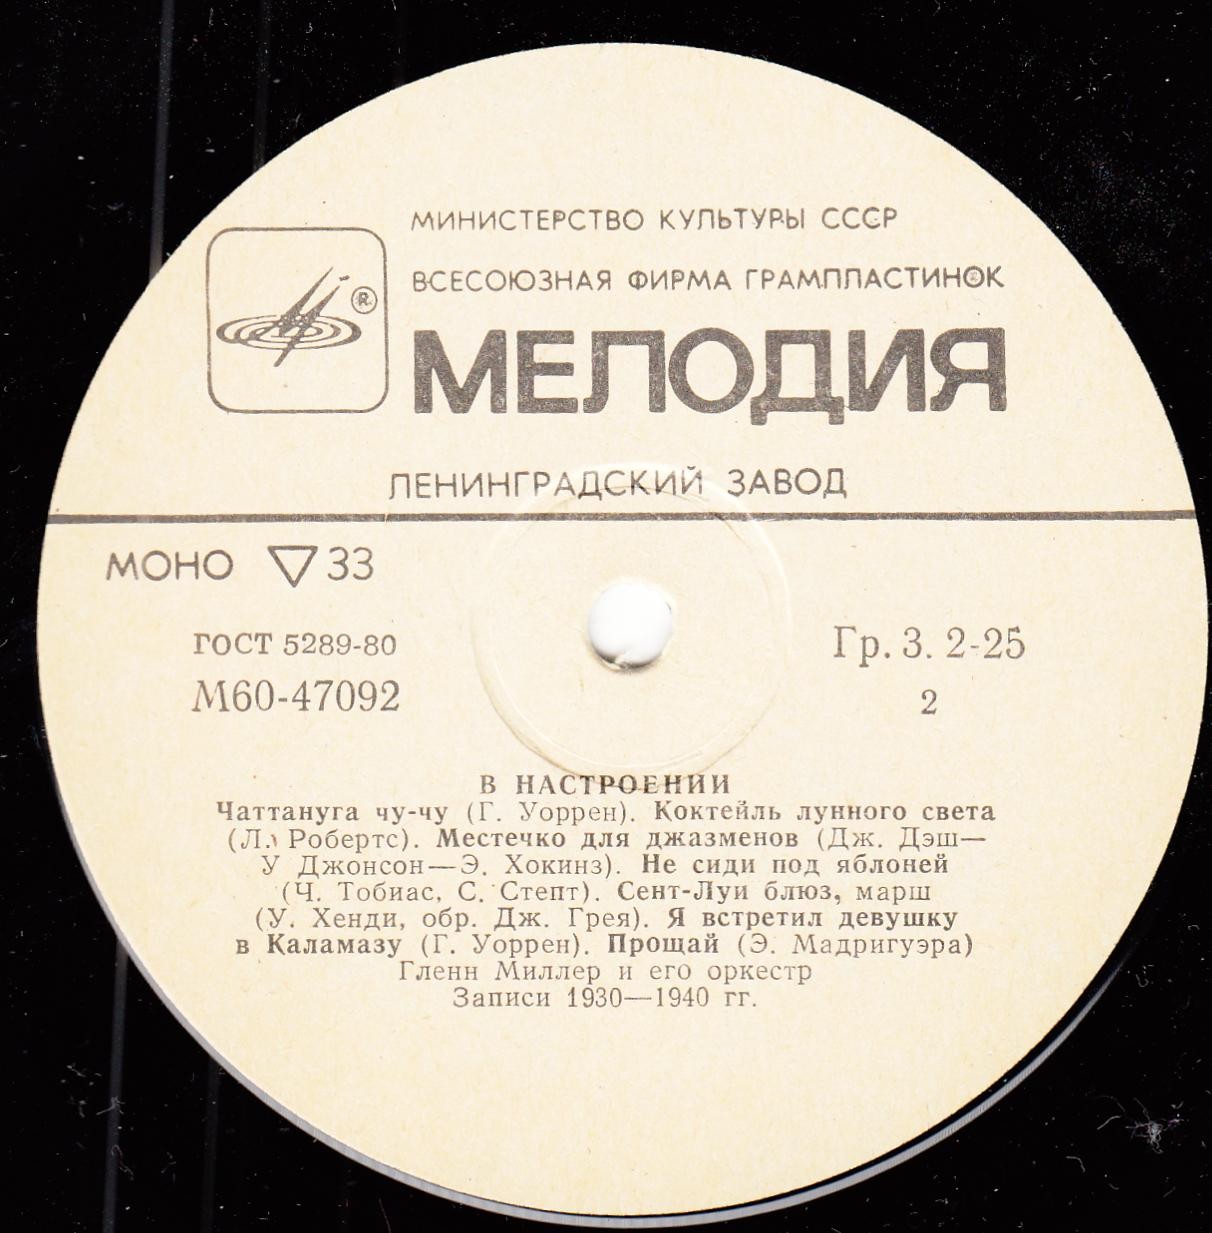 МИНИСТЕРСТВО КУЛЬТУРЫ СССР
ВСЕСОЮЗНАЯ ФИРМА ГРАМПЛАСТИНОК
®
МЕЛОДИЯ
ЛЕНИНГРАДСКИЙ ЗАВОД
МОНО ▽33
ГОСТ 5289-80
Гр. 3. 2-25
М60-47092
2
В НАСТРОЕНИИ
Чаттануга чу-чу (Г. Уоррен). Коктейль лунного света
(Л. Робертс). Местечко для джазменов (Дж. Дэш—
У Джонсон—Э. Хокинз). Не сиди под яблоней
(Ч. Тобиас, С. Степт). Сент-Луи блюз, марш
(У. Хенди, обр. Дж. Грея). Я встретил девушку
в Каламазу (Г. Уоррен). Прощай (Э. Мадригуэра)
Гленн Миллер и его оркестр
Записи 1930—1940 гг.